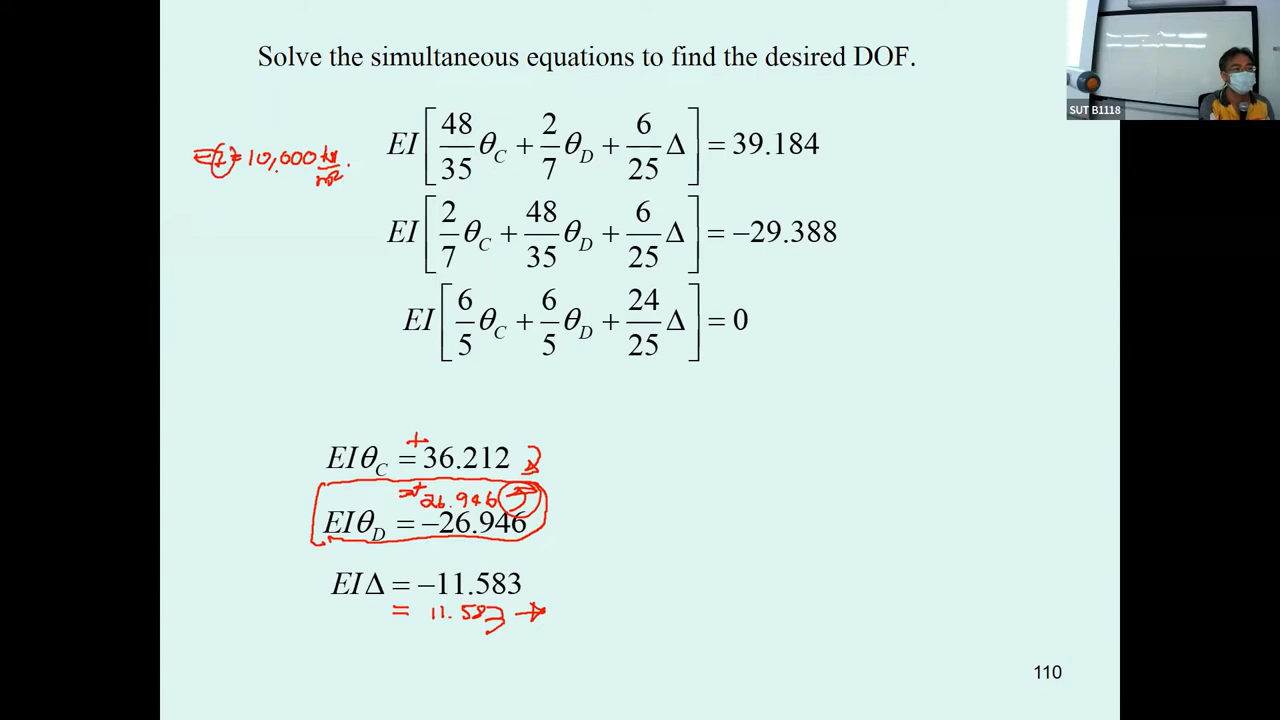 Solve the simultaneous equations to find the desired DOF.
SUT B1118
EI[48/35 θ_C + 2/7 θ_D + 6/25 Δ] = 39.184
EI = 10,000
EI[2/7 θ_C + 48/35 θ_D + 6/25 Δ] = −29.388
EI[6/5 θ_C + 6/5 θ_D + 24/25 Δ] = 0
+
EIθ_C = 36.212
=+26.946
EIθ_D = −26.946
EIΔ = −11.583
= 11.583 →
110